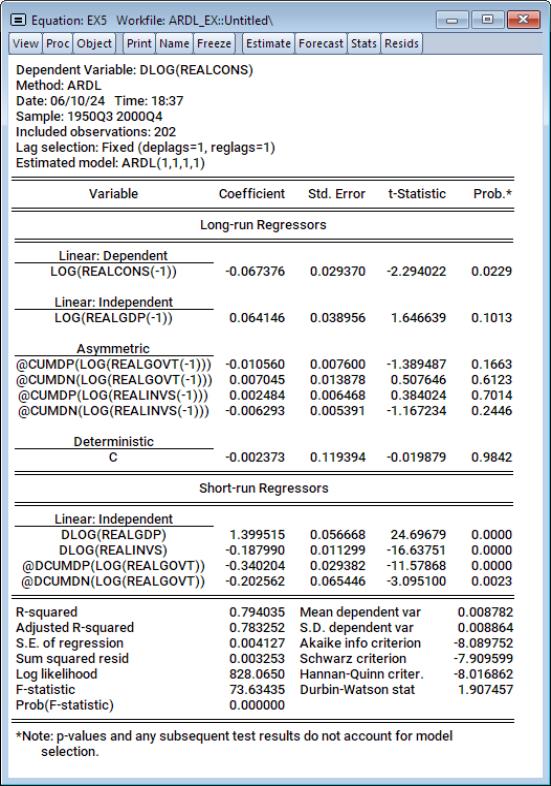 Equation: EX5   Workfile: ARDL_EX::Untitled\
View Proc Object Print Name Freeze Estimate Forecast Stats Resids
Dependent Variable: DLOG(REALCONS)
Method: ARDL
Date: 06/10/24   Time: 18:37
Sample: 1950Q3 2000Q4
Included observations: 202
Lag selection: Fixed (deplags=1, reglags=1)
Estimated model: ARDL(1,1,1,1)
Variable Coefficient Std. Error t-Statistic Prob.*
Long-run Regressors
Linear: Dependent
LOG(REALCONS(-1)) -0.067376 0.029370 -2.294022 0.0229
Linear: Independent
LOG(REALGDP(-1)) 0.064146 0.038956 1.646639 0.1013
Asymmetric
@CUMDP(LOG(REALGOVT(-1))) -0.010560 0.007600 -1.389487 0.1663
@CUMDN(LOG(REALGOVT(-1))) 0.007045 0.013878 0.507646 0.6123
@CUMDP(LOG(REALINVS(-1))) 0.002484 0.006468 0.384024 0.7014
@CUMDN(LOG(REALINVS(-1))) -0.006293 0.005391 -1.167234 0.2446
Deterministic
C -0.002373 0.119394 -0.019879 0.9842
Short-run Regressors
Linear: Independent
DLOG(REALGDP) 1.399515 0.056668 24.69679 0.0000
DLOG(REALINVS) -0.187990 0.011299 -16.63751 0.0000
@DCUMDP(LOG(REALGOVT)) -0.340204 0.029382 -11.57868 0.0000
@DCUMDN(LOG(REALGOVT)) -0.202562 0.065446 -3.095100 0.0023
R-squared 0.794035 Mean dependent var 0.008782
Adjusted R-squared 0.783252 S.D. dependent var 0.008864
S.E. of regression 0.004127 Akaike info criterion -8.089752
Sum squared resid 0.003253 Schwarz criterion -7.909599
Log likelihood 828.0650 Hannan-Quinn criter. -8.016862
F-statistic 73.63435 Durbin-Watson stat 1.907457
Prob(F-statistic) 0.000000
*Note: p-values and any subsequent test results do not account for model
selection.